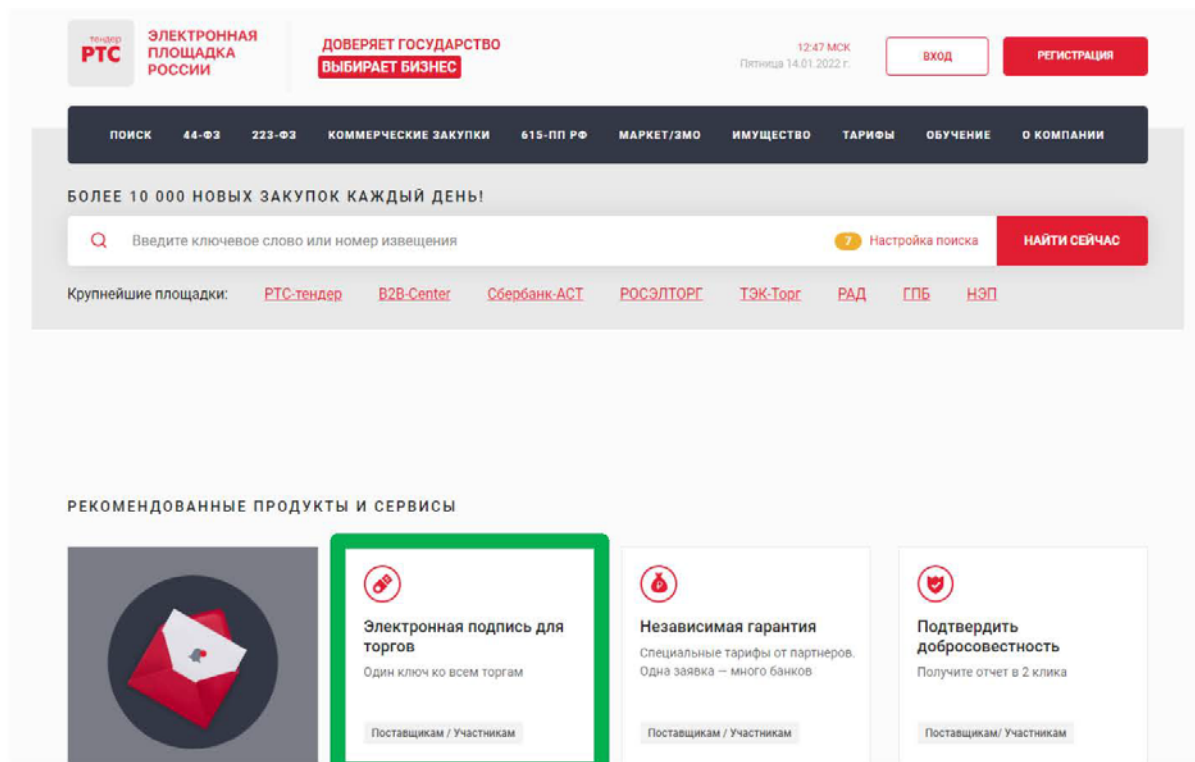 тендер
РТС
ЭЛЕКТРОННАЯ
ПЛОЩАДКА
РОССИИ
ДОВЕРЯЕТ ГОСУДАРСТВО
ВЫБИРАЕТ БИЗНЕС
12:47 МСК
Пятница 14.01.2022 г.
ВХОД
РЕГИСТРАЦИЯ
ПОИСК 44-ФЗ 223-ФЗ КОММЕРЧЕСКИЕ ЗАКУПКИ 615-ПП РФ МАРКЕТ/ЗМО ИМУЩЕСТВО ТАРИФЫ ОБУЧЕНИЕ О КОМПАНИИ
БОЛЕЕ 10 000 НОВЫХ ЗАКУПОК КАЖДЫЙ ДЕНЬ!
Введите ключевое слово или номер извещения 7 Настройка поиска НАЙТИ СЕЙЧАС
Крупнейшие площадки: РТС-тендер B2B-Center Сбербанк-АСТ РОСЭЛТОРГ ТЭК-Торг РАД ГПБ НЭП
РЕКОМЕНДОВАННЫЕ ПРОДУКТЫ И СЕРВИСЫ
Электронная подпись для
торгов
Один ключ ко всем торгам
Поставщикам / Участникам
Независимая гарантия
Специальные тарифы от партнеров.
Одна заявка — много банков
Поставщикам / Участникам
Подтвердить
добросовестность
Получите отчет в 2 клика
Поставщикам/ Участникам